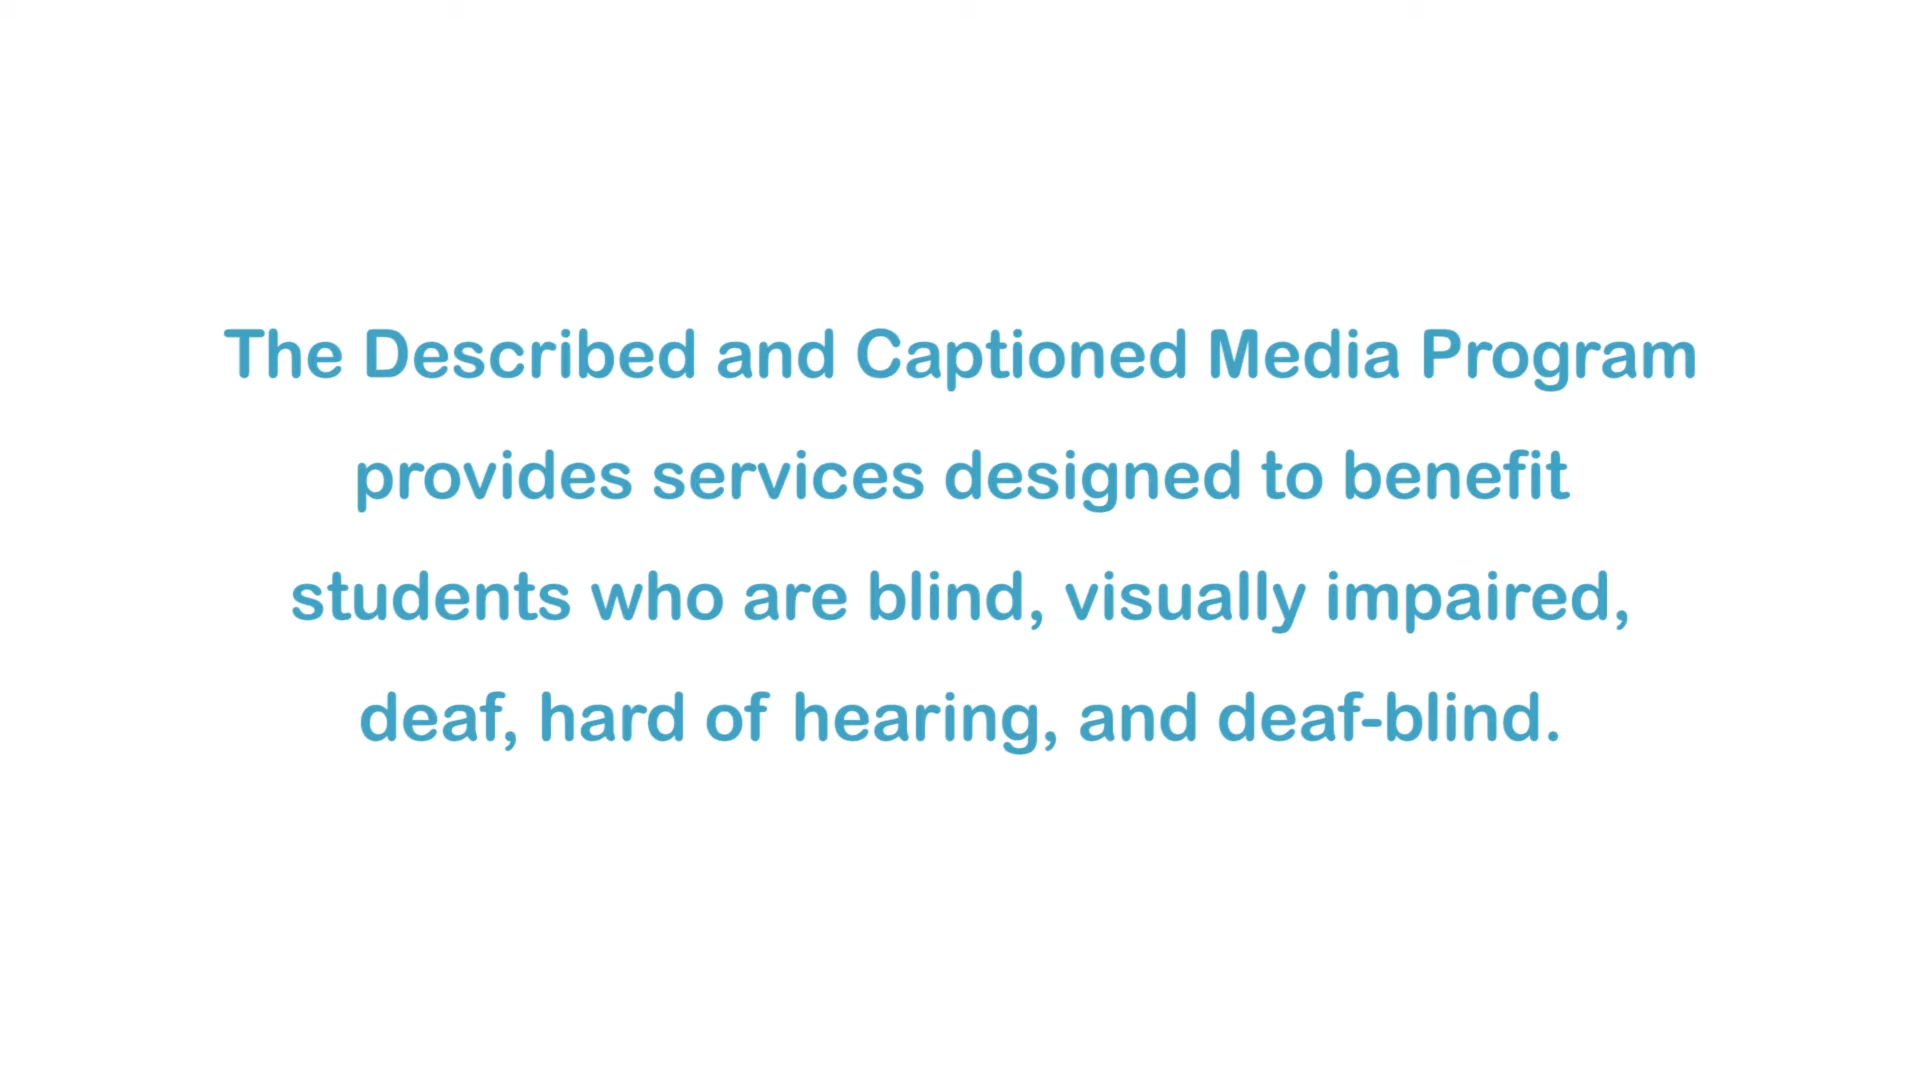 The Described and Captioned Media Program
provides services designed to benefit
students who are blind, visually impaired,
deaf, hard of hearing, and deaf-blind.